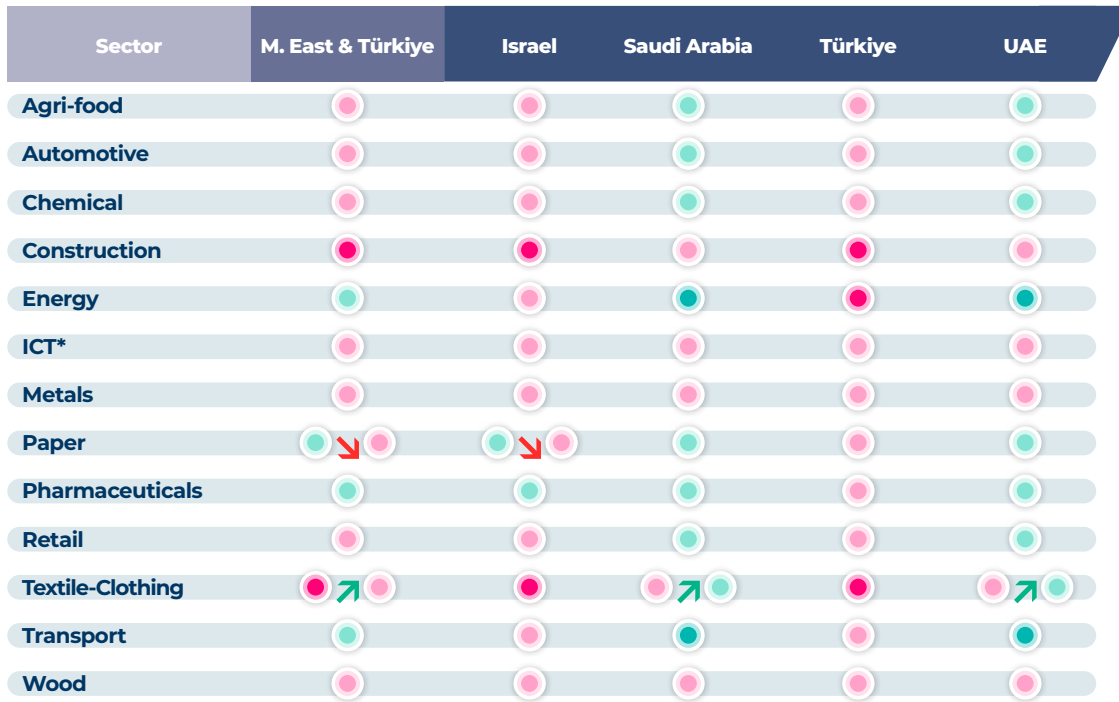 Sector M. East & Türkiye Israel Saudi Arabia Türkiye UAE
Agri-food
Automotive
Chemical
Construction
Energy
ICT*
Metals
Paper
Pharmaceuticals
Retail
Textile-Clothing
Transport
Wood